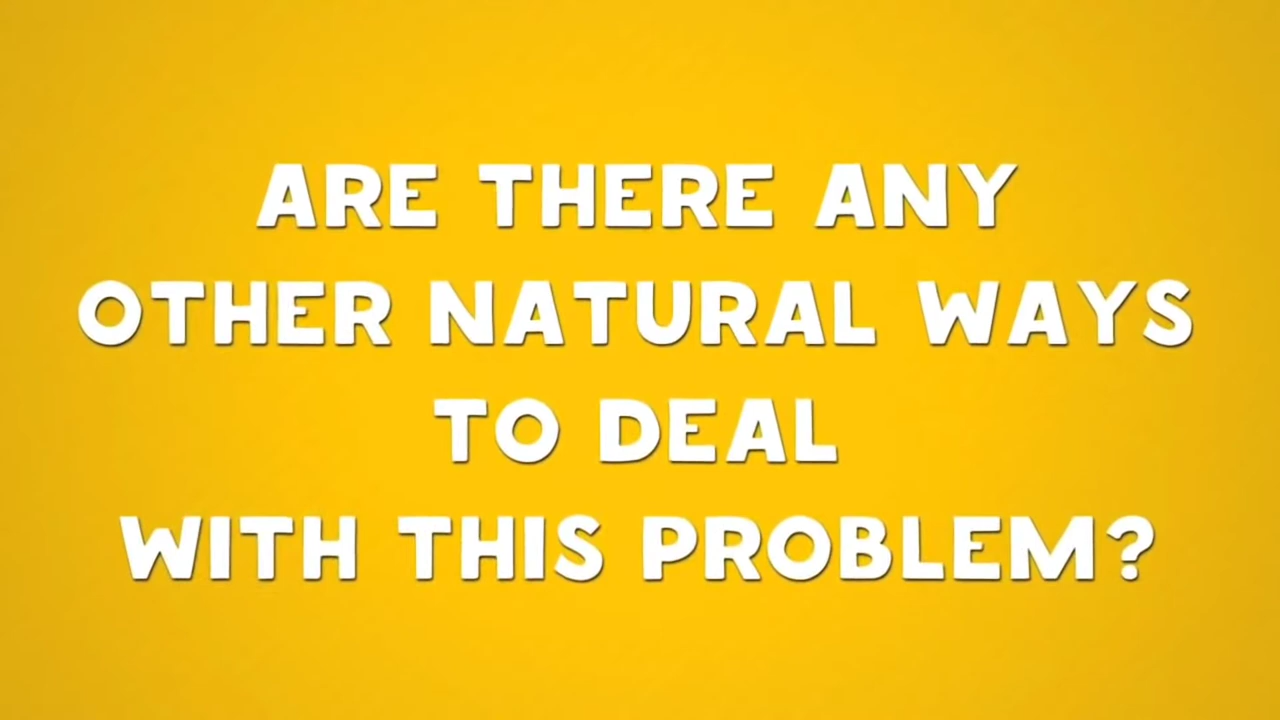 ARE THERE ANY
OTHER NATURAL WAYS
TO DEAL
WITH THIS PROBLEM?